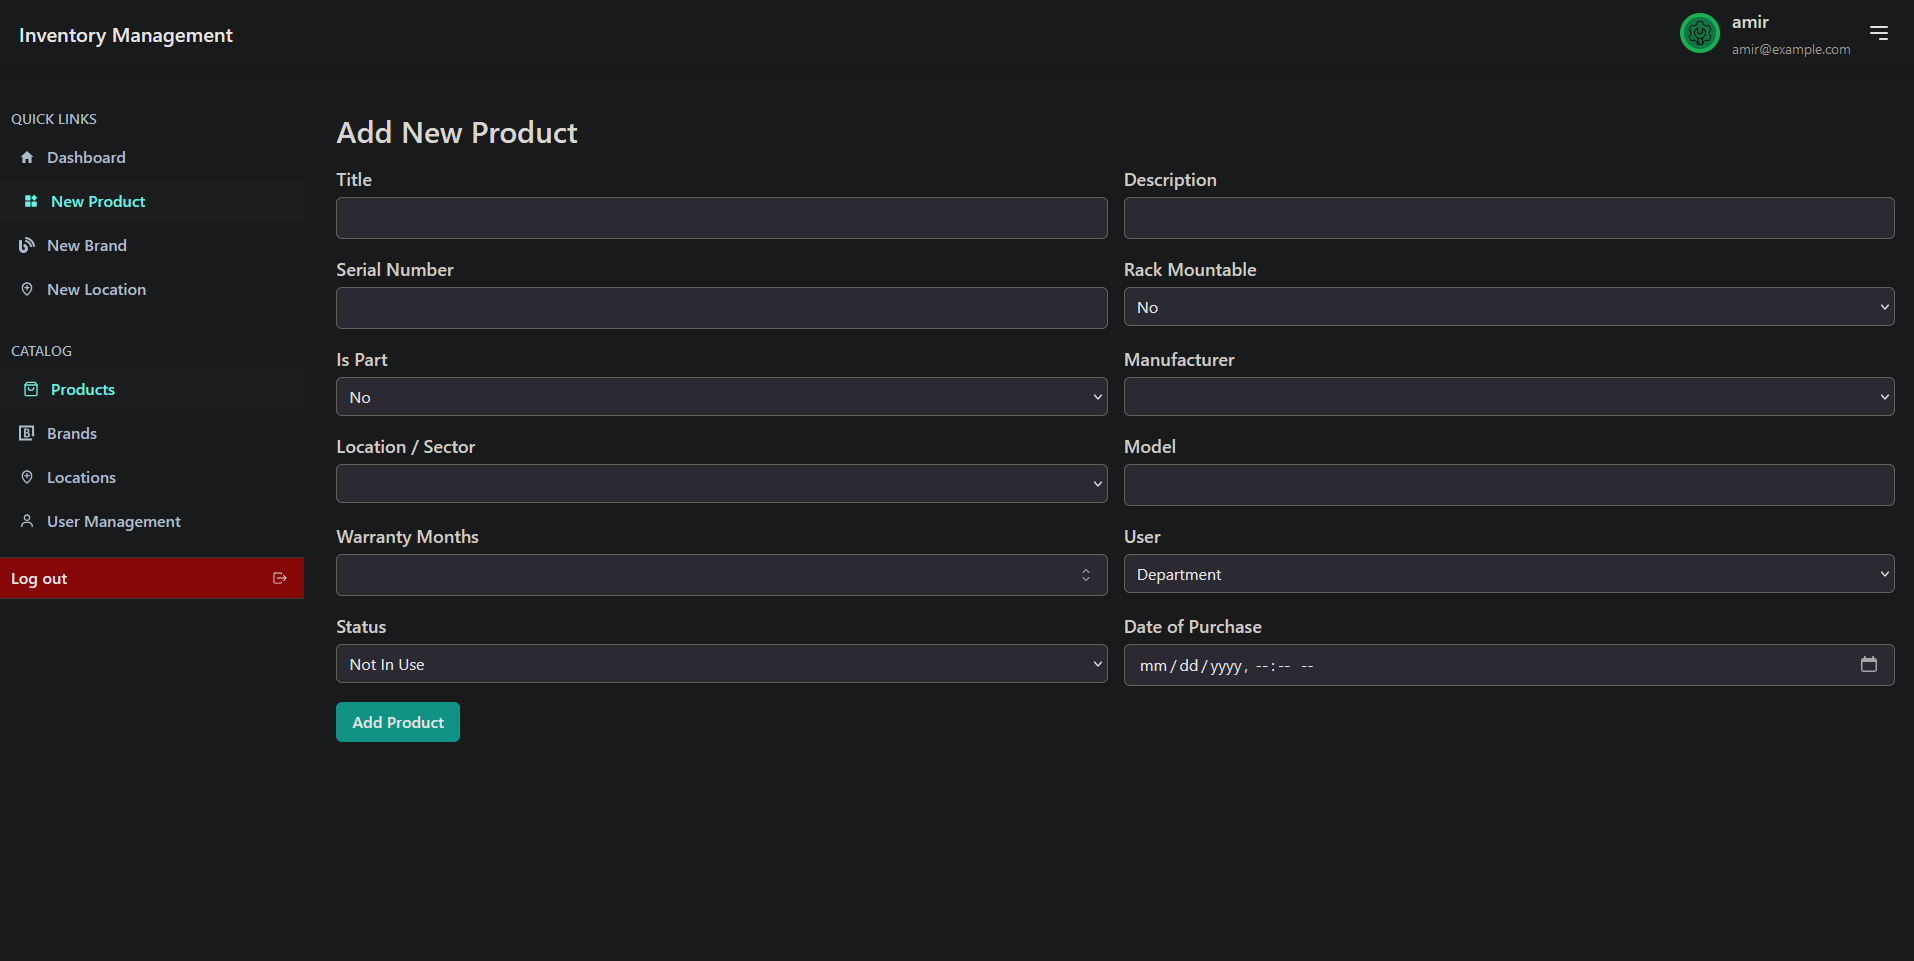 Inventory Management
amir
amir@example.com
QUICK LINKS
Dashboard
New Product
New Brand
New Location
CATALOG
Products
Brands
Locations
User Management
Log out
Add New Product
Title
Description
Serial Number
Rack Mountable
No
Is Part
No
Manufacturer
Location / Sector
Model
Warranty Months
User
Department
Status
Not In Use
Date of Purchase
mm/dd/yyyy, --:-- --
Add Product